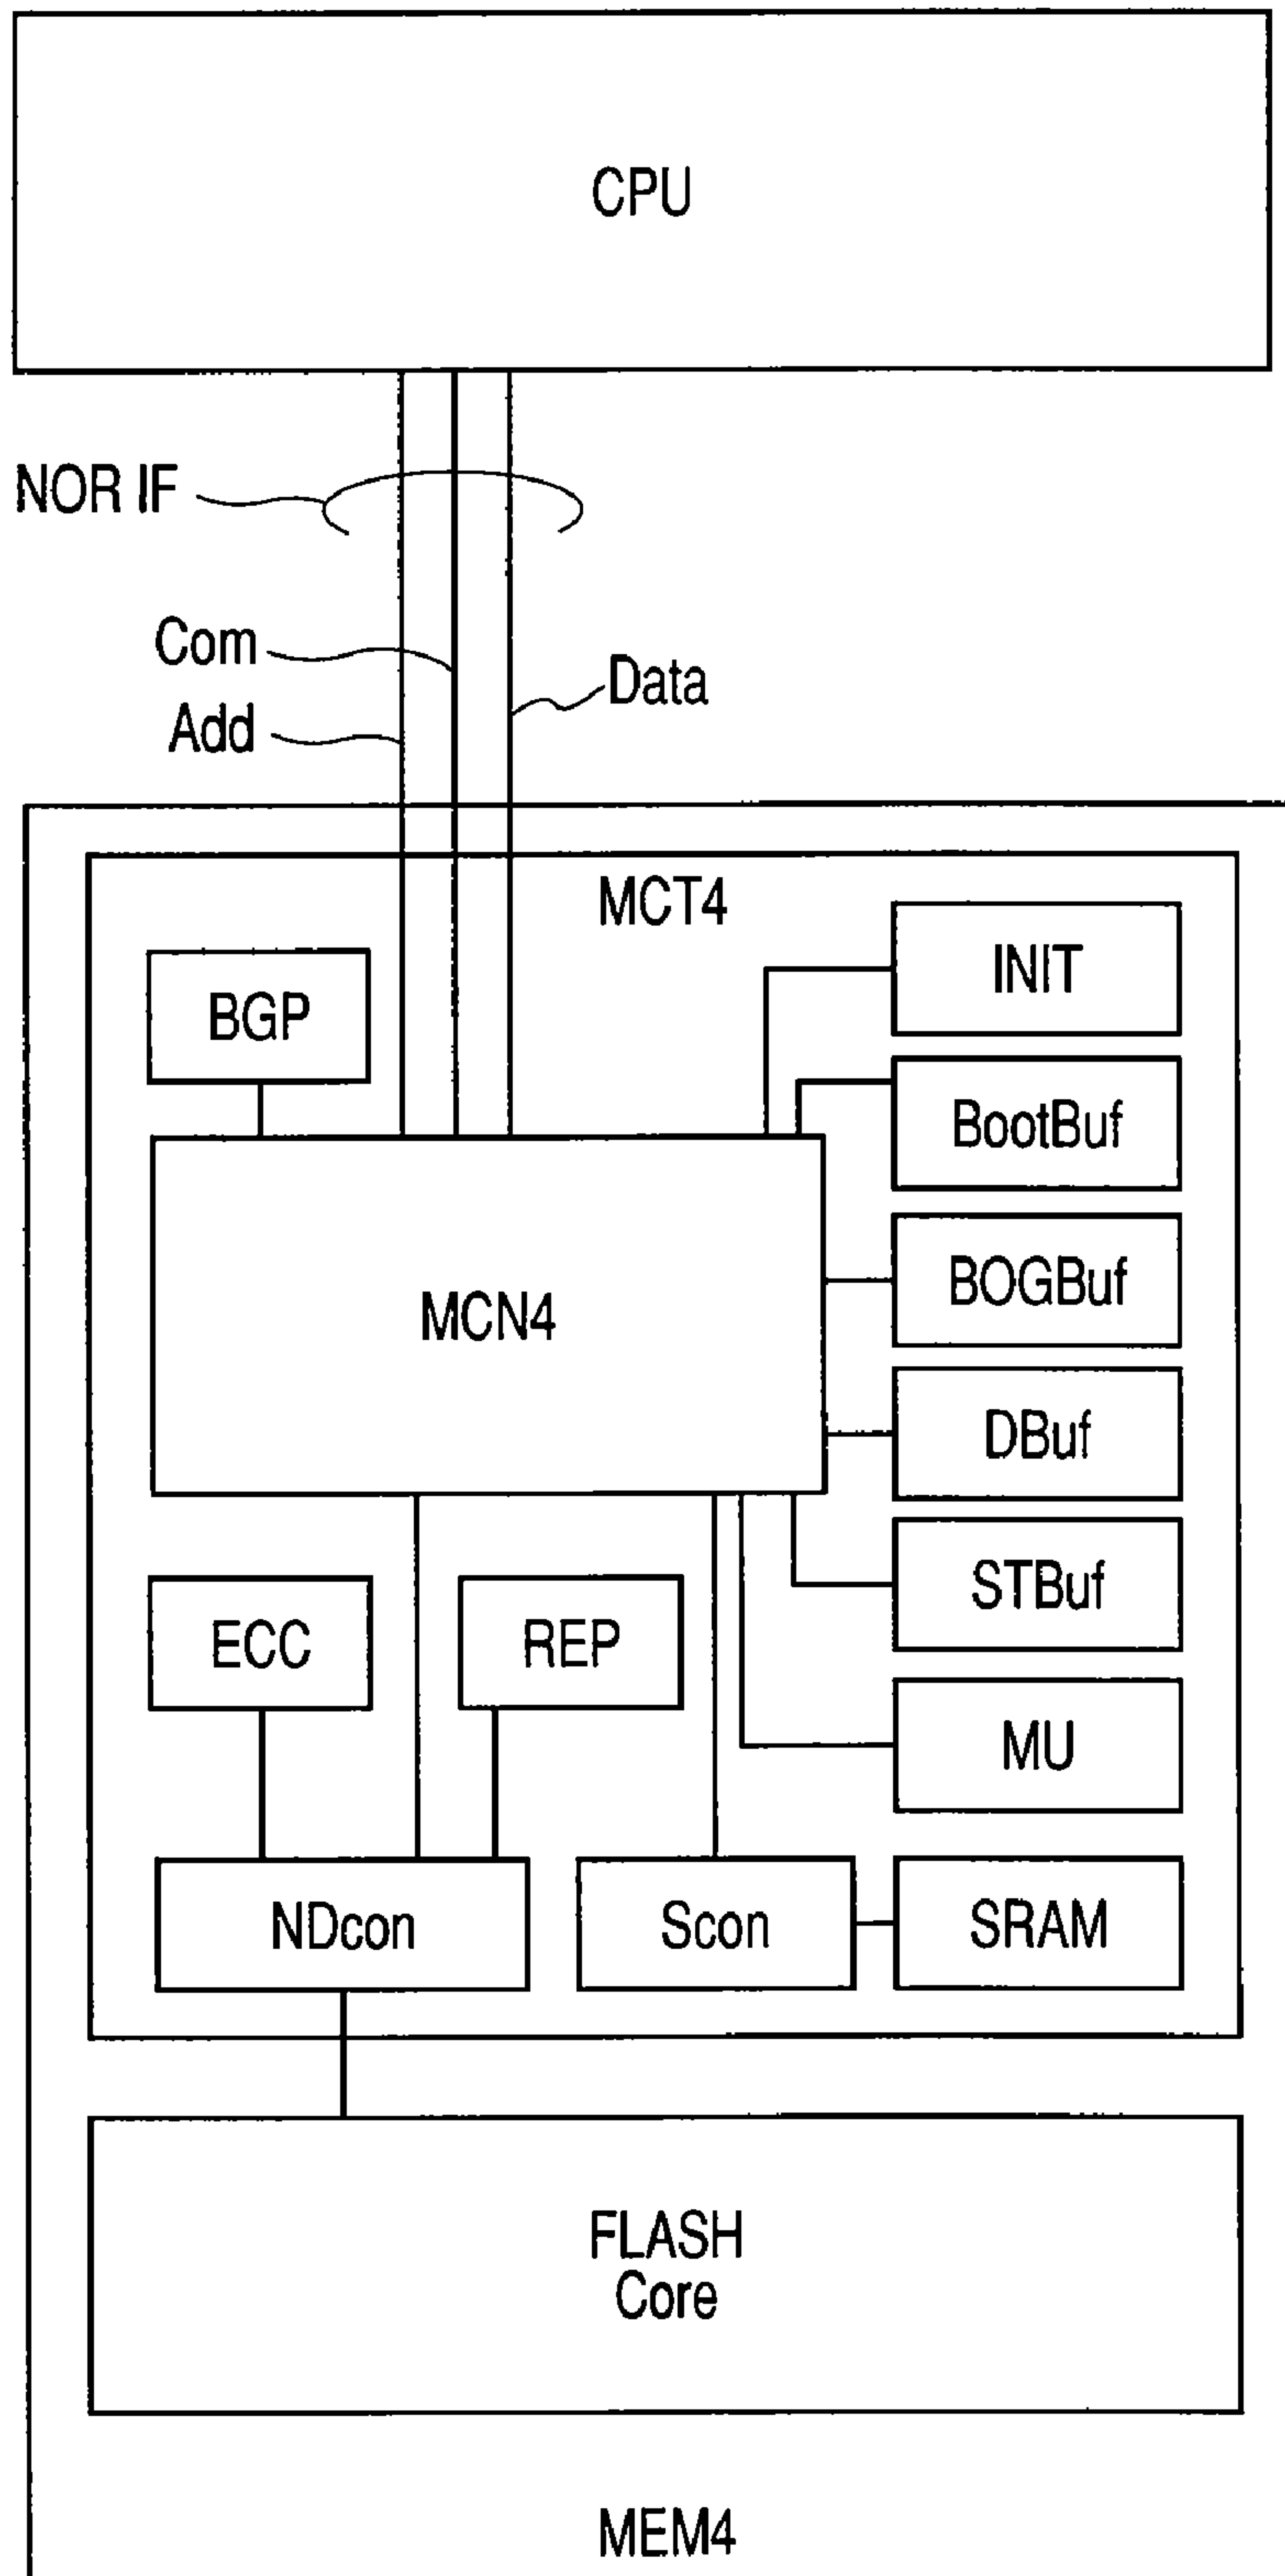 CPU
NOR IF
Com
Data
Add
MCT4
INIT
BGP
BootBuf
BOGBuf
MCN4
DBuf
STBuf
ECC
REP
MU
NDcon
Scon
SRAM
FLASH
Core
MEM4